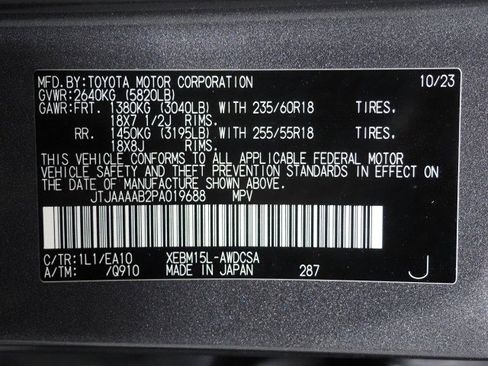 MFD.BY:TOYOTA MOTOR CORPORATION 10/23
GVWR:2640KG (5820LB)
GAWR:FRT. 1380KG (3040LB) WITH 235/60R18 TIRES.
18X7 1/2J RIMS.
RR. 1450KG (3195LB) WITH 255/55R18 TIRES.
18X8J RIMS.
THIS VEHICLE CONFORMS TO ALL APPLICABLE FEDERAL MOTOR
VEHICLE SAFETY AND THEFT PREVENTION STANDARDS IN EFFECT
ON THE DATE OF MANUFACTURE SHOWN ABOVE.
JTJAAAAB2PA019688 MPV
C/TR:1L1/EA10 XEBM15L-AWDCSA
A/TM: /Q910 MADE IN JAPAN 287 J